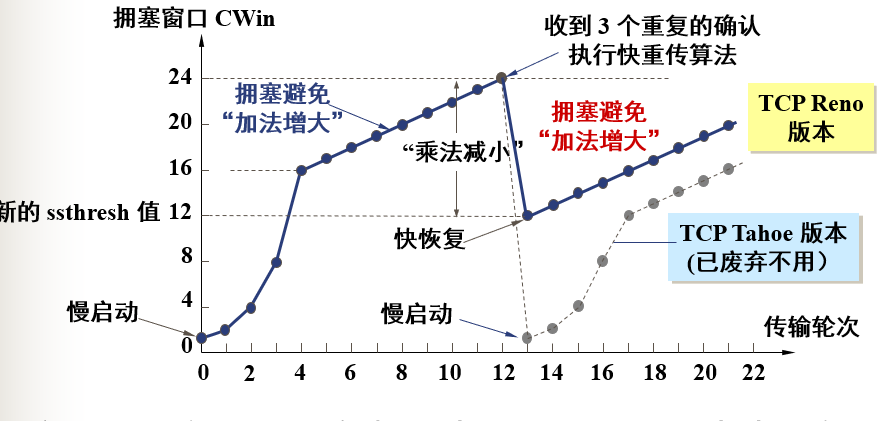 拥塞窗口 CWin
收到 3 个重复的确认
执行快重传算法
24
拥塞避免
“加法增大”
拥塞避免
“加法增大”
TCP Reno
版本
20
“乘法减小”
16
新的 ssthresh 值 12
快恢复
TCP Tahoe 版本
(已废弃不用）
8
4
慢启动
慢启动
传输轮次
0
0 2 4 6 8 10 12 14 16 18 20 22